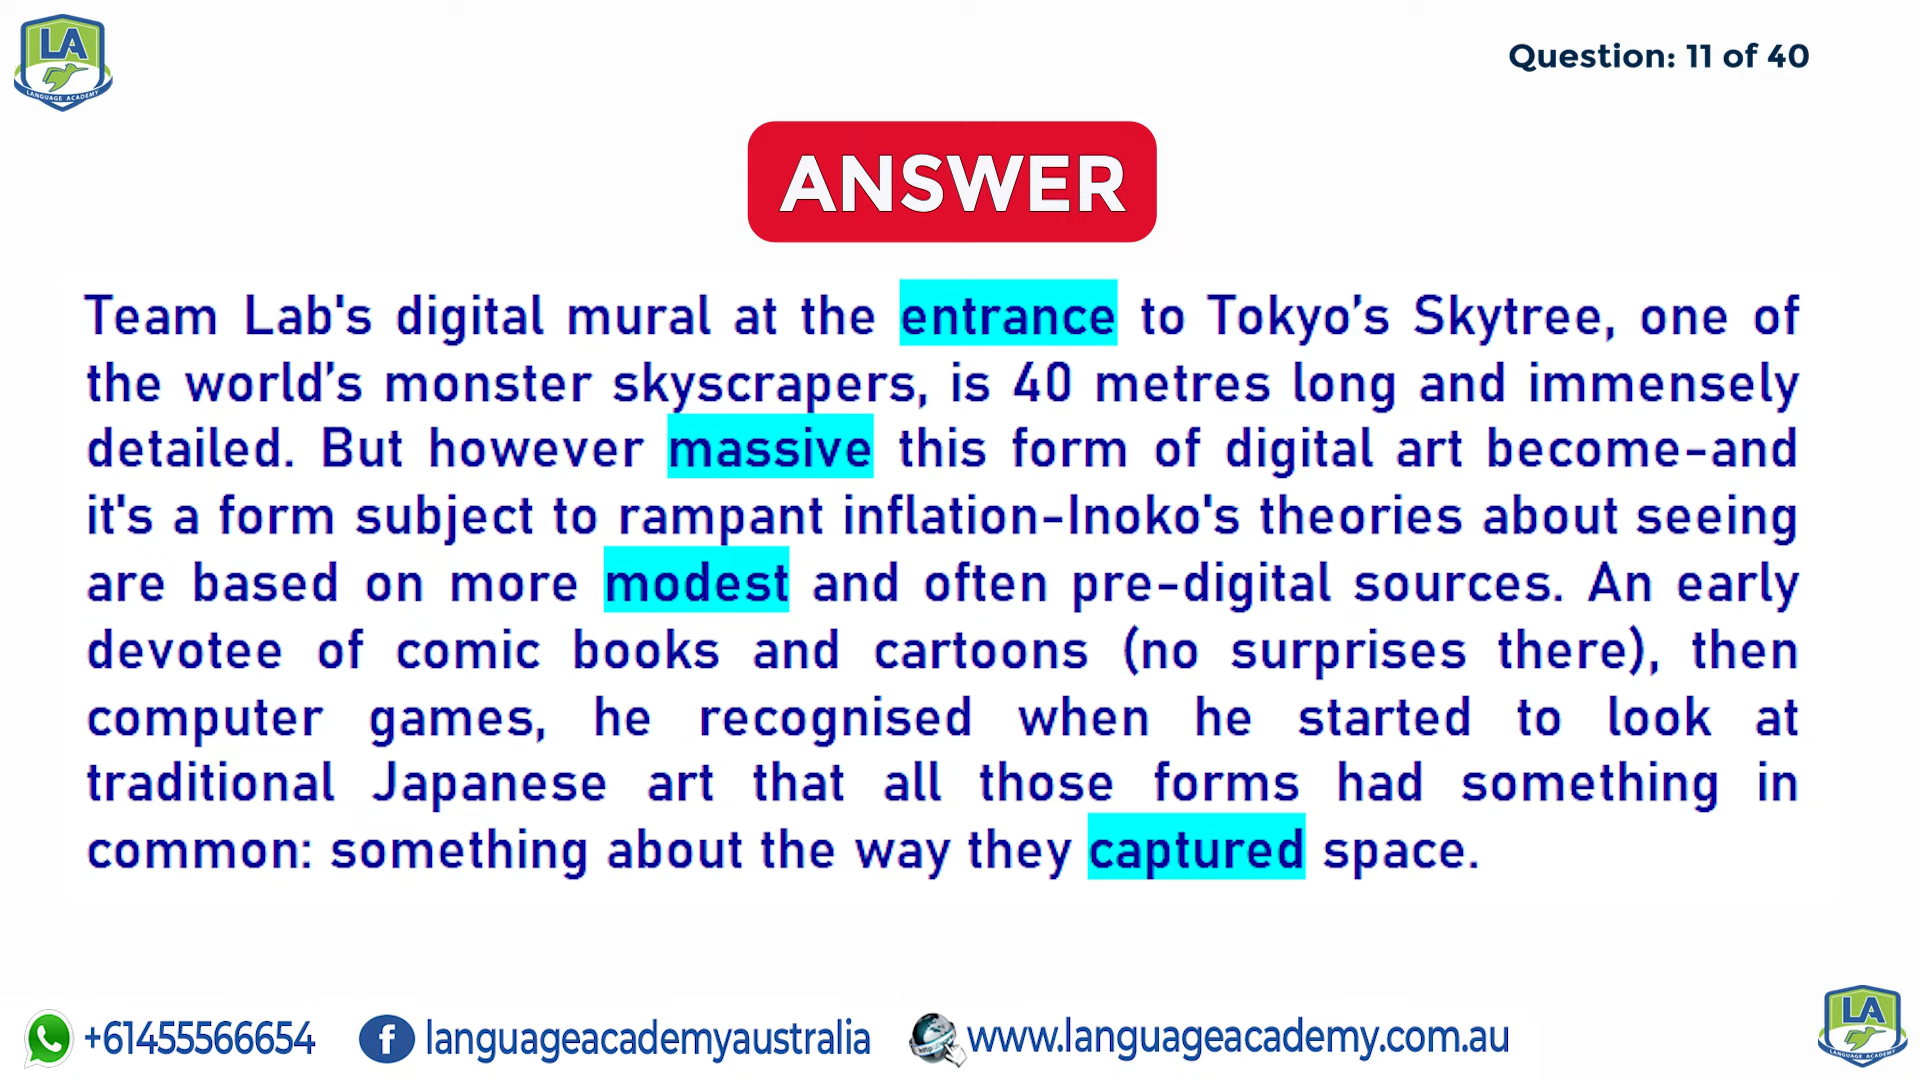 LA
LANGUAGE ACADEMY
Question: 11 of 40
ANSWER
Team Lab's digital mural at the entrance to Tokyo’s Skytree, one of
the world’s monster skyscrapers, is 40 metres long and immensely
detailed. But however massive this form of digital art become-and
it's a form subject to rampant inflation-Inoko's theories about seeing
are based on more modest and often pre-digital sources. An early
devotee of comic books and cartoons (no surprises there), then
computer games, he recognised when he started to look at
traditional Japanese art that all those forms had something in
common: something about the way they captured space.
+61455566654
f
languageacademyaustralia
www.languageacademy.com.au
LA
LANGUAGE ACADEMY